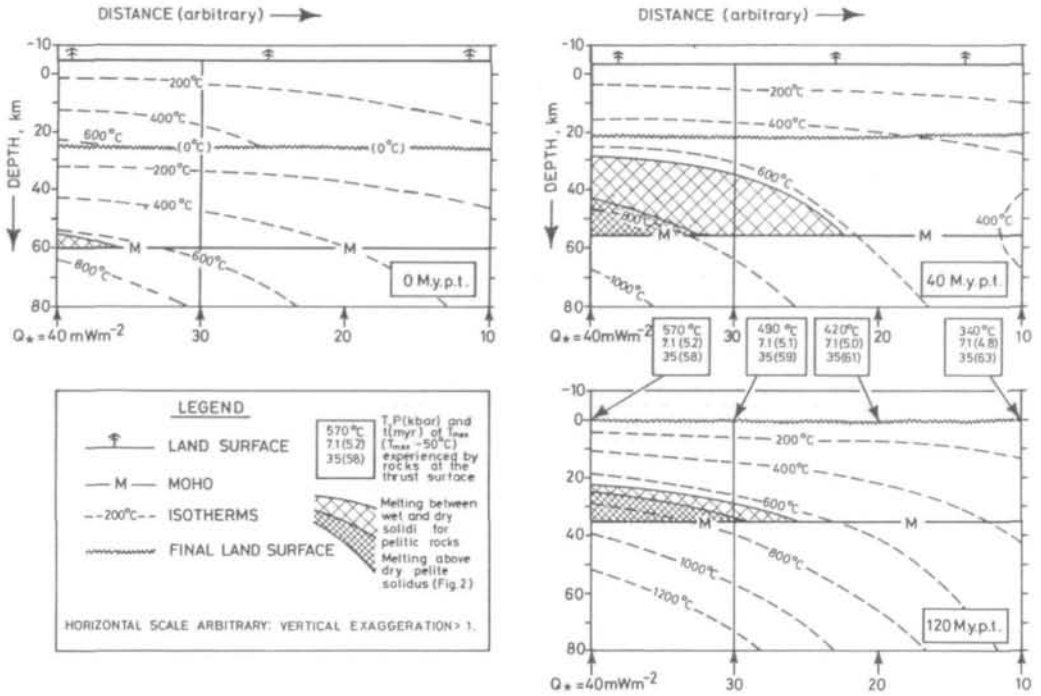 DISTANCE (arbitrary)
-10
0
20
40
60
80
DEPTH, km
200°C
400°C
600°C
(0°C)
(0°C)
200°C
400°C
M
M
600°C
800°C
0 M.y.p.t.
Q* = 40 mWm-2
30
20
10
DISTANCE (arbitrary)
-10
0
20
40
60
80
DEPTH, km
200°C
400°C
600°C
800°C
400°C
M
M
1000°C
40 M.y.p.t.
Q* = 40 mWm-2
30
20
10
570 °C
7.1 (5.2)
35(58)
490 °C
7.1 (5.1)
35(59)
420°C
7.1(5.0)
35(61)
340°C
7.1(4.8)
35(63)
-10
0
20
40
60
80
200°C
400°C
600°C
M
M
800°C
1000°C
1200°C
120 M.y.p.t.
Q* = 40mWm-2
30
20
10
LEGEND
LAND SURFACE
M
MOHO
200°C
ISOTHERMS
FINAL LAND SURFACE
570°C
7.1(5.2)
35(58)
T,P(kbar) and
t(myr) of Tmax
(Tmax -50°C)
experienced by
rocks at the
thrust surface
Melting between
wet and dry
solidi for
pelitic rocks
Melting above
dry pelite
solidus (Fig.2)
HORIZONTAL SCALE ARBITRARY: VERTICAL EXAGGERATION > 1.